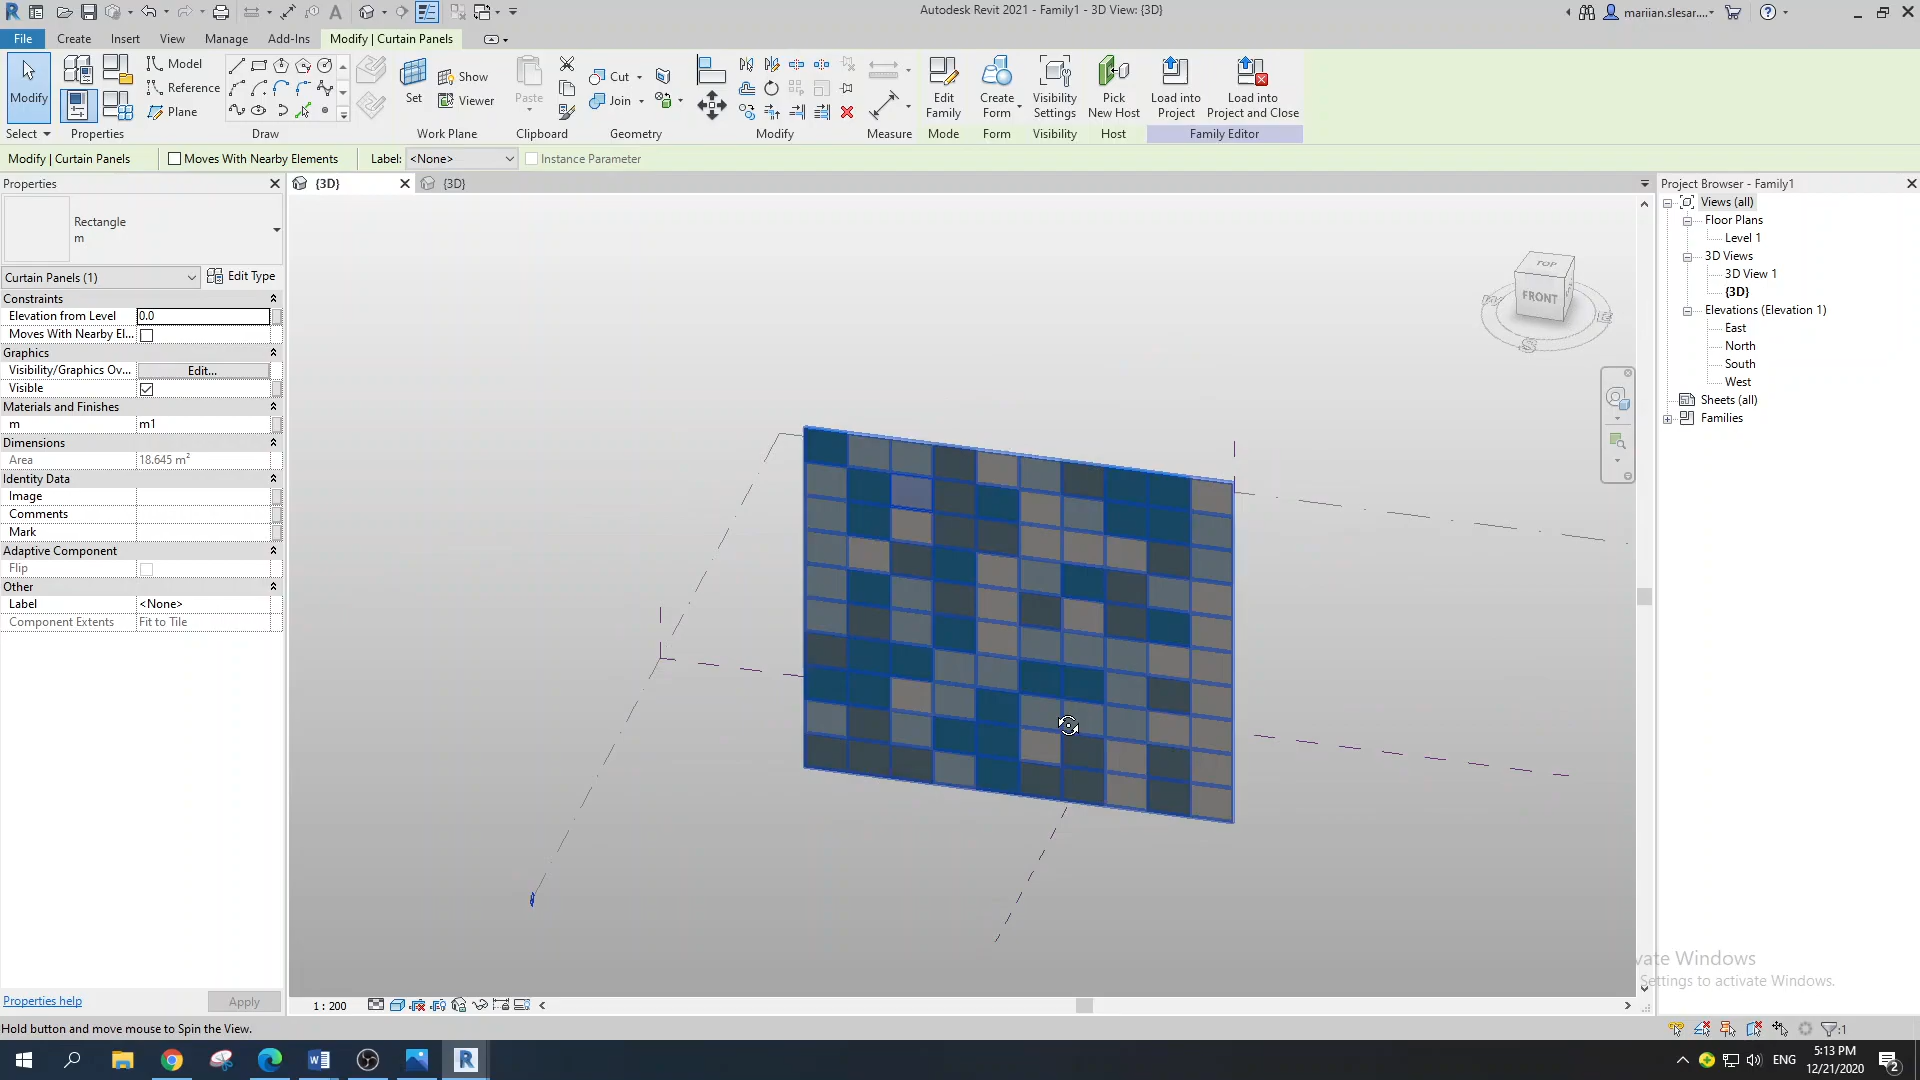 Autodesk Revit 2021 - Family1 - 3D View: {3D}
mariian.slesar....
File
Create
Insert
View
Manage
Add-Ins
Modify | Curtain Panels
Modify
Model
Reference
Plane
Set
Show
Viewer
Paste
Cut
Join
Edit
Family
Create
Form
Visibility
Settings
Pick
New Host
Load into
Project
Load into
Project and Close
Select
Properties
Draw
Work Plane
Clipboard
Geometry
Modify
Measure
Mode
Form
Visibility
Host
Family Editor
Modify | Curtain Panels
Moves With Nearby Elements
Label:
<None>
Instance Parameter
Properties
Rectangle
m
Curtain Panels (1)
Edit Type
Constraints
Elevation from Level
0.0
Moves With Nearby El...
Graphics
Visibility/Graphics Ov...
Edit...
Visible
Materials and Finishes
m
m1
Dimensions
Area
18.645 m²
Identity Data
Image
Comments
Mark
Adaptive Component
Flip
Other
Label
<None>
Component Extents
Fit to Tile
Properties help
Apply
{3D}
{3D}
TOP
FRONT
W
S
E
1 : 200
Project Browser - Family1
Views (all)
Floor Plans
Level 1
3D Views
3D View 1
{3D}
Elevations (Elevation 1)
East
North
South
West
Sheets (all)
Families
vate Windows
Settings to activate Windows.
Hold button and move mouse to Spin the View.
:1
ENG
5:13 PM
12/21/2020
2